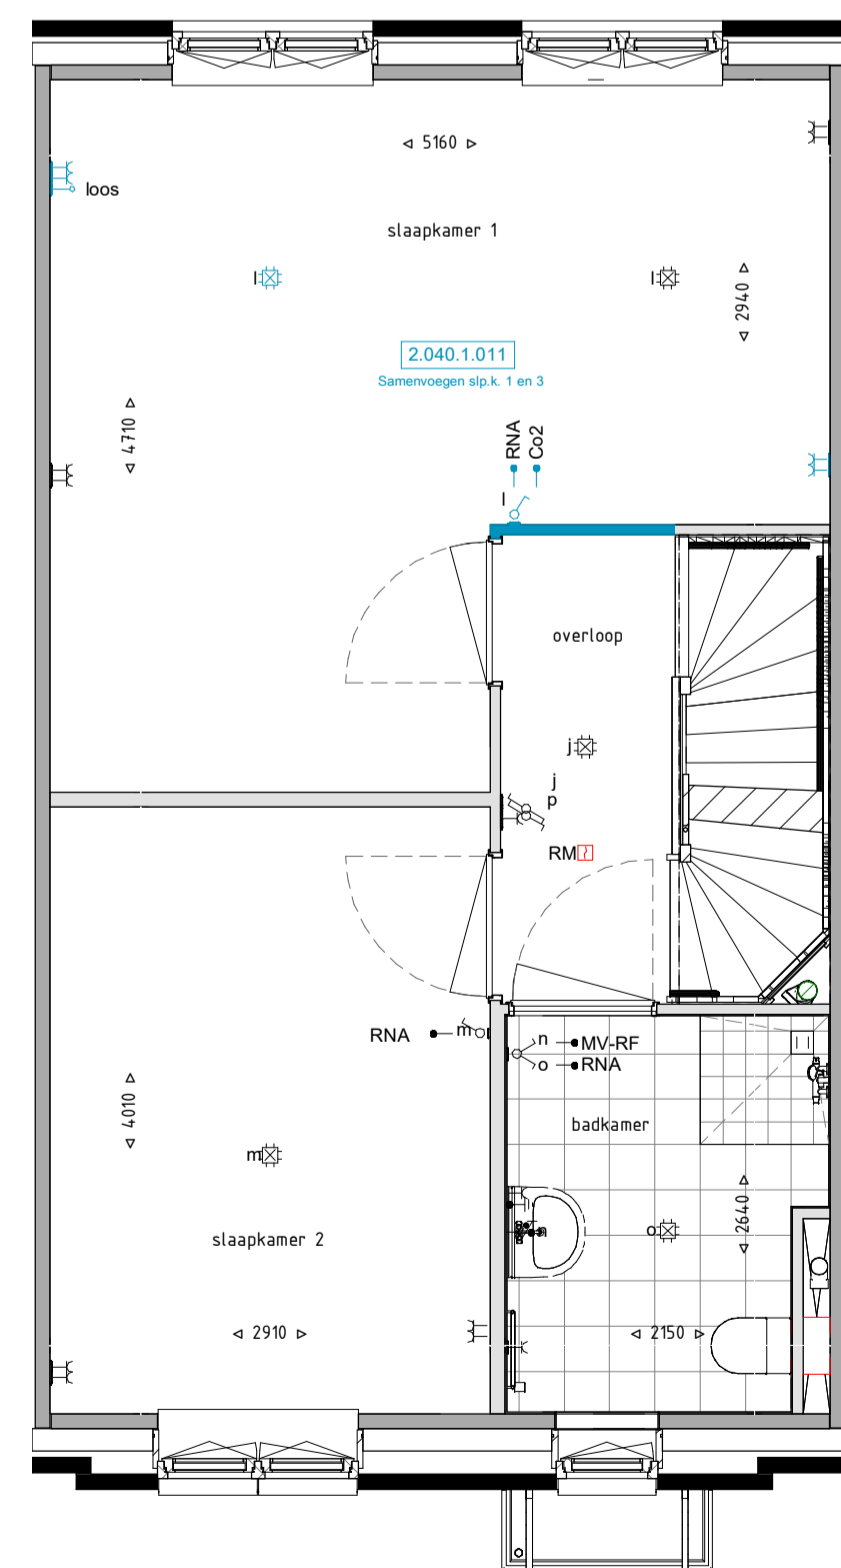 5160
loos
slaapkamer 1
l
l
2940
2.040.1.011
Samenvoegen slp.k. 1 en 3
4710
RNA
Co2
l
overloop
j
j
p
RM
RNA
m
n
MV-RF
o
RNA
badkamer
4010
m
2640
o
slaapkamer 2
2910
2150